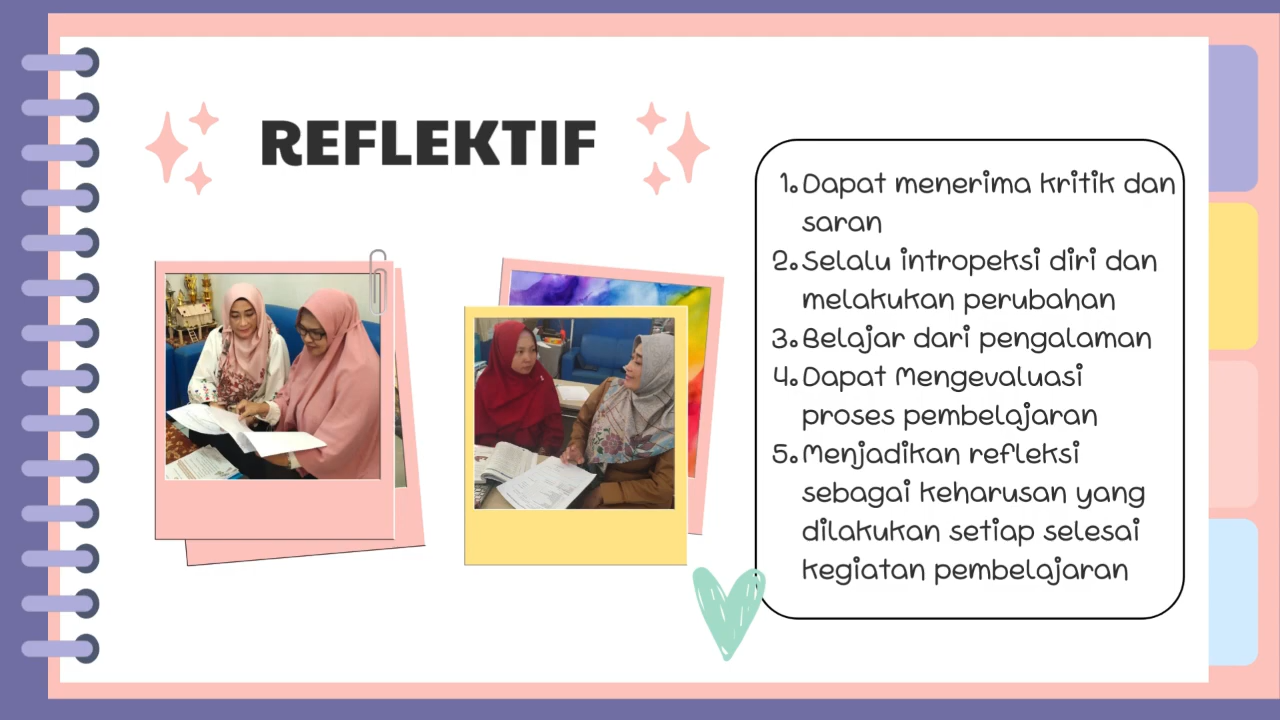 REFLEKTIF
1. Dapat menerima kritik dan
saran
2. Selalu intropeksi diri dan
melakukan perubahan
3. Belajar dari pengalaman
4. Dapat Mengevaluasi
proses pembelajaran
5. Menjadikan refleksi
sebagai keharusan yang
dilakukan setiap selesai
kegiatan pembelajaran